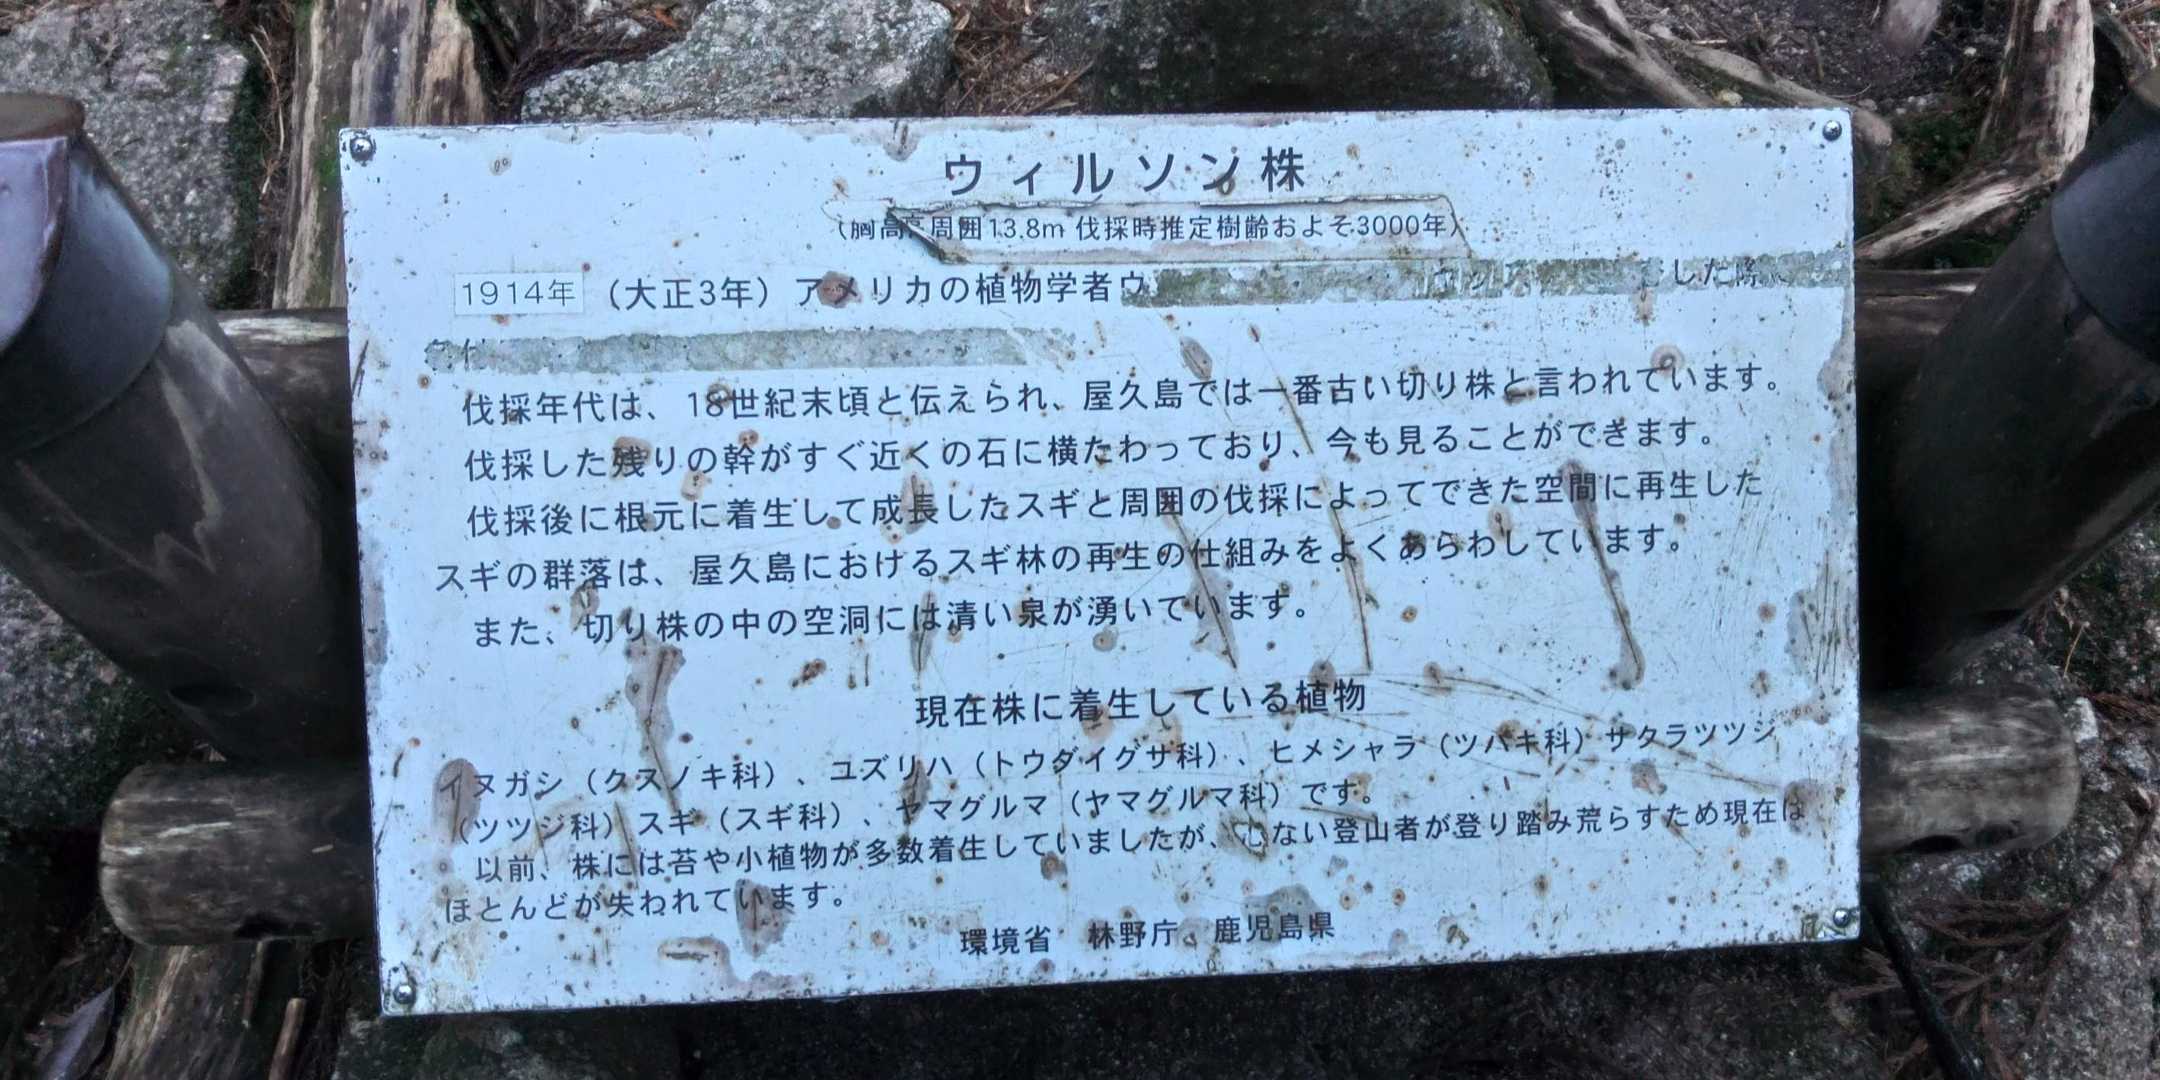 ウィルソン株
（胸高周囲13.8m 伐採時推定樹齢およそ3000年）
1914年（大正3年）アメリカの植物学者ウ した際
付
伐採年代は、18世紀末頃と伝えられ、屋久島では一番古い切り株と言われています。
伐採した残りの幹がすぐ近くの石に横たわっており、今も見ることができます。
伐採後に根元に着生して成長したスギと周囲の伐採によってできた空間に再生した
スギの群落は、屋久島におけるスギ林の再生の仕組みをよくあらわしています。
また、切り株の中の空洞には清い泉が湧いています。
現在株に着生している植物
イヌガシ（クスノキ科）、ユズリハ（トウダイグサ科）、ヒメシャラ（ツバキ科）サタラツツジ
（ツツジ科）スギ（スギ科）、ヤマグルマ（ヤマグルマ科）です。
以前、株には苔や小植物が多数着生していましたが、心ない登山者が登り踏み荒らすため現在は
ほとんどが失われています。
環境省 林野庁 鹿児島県